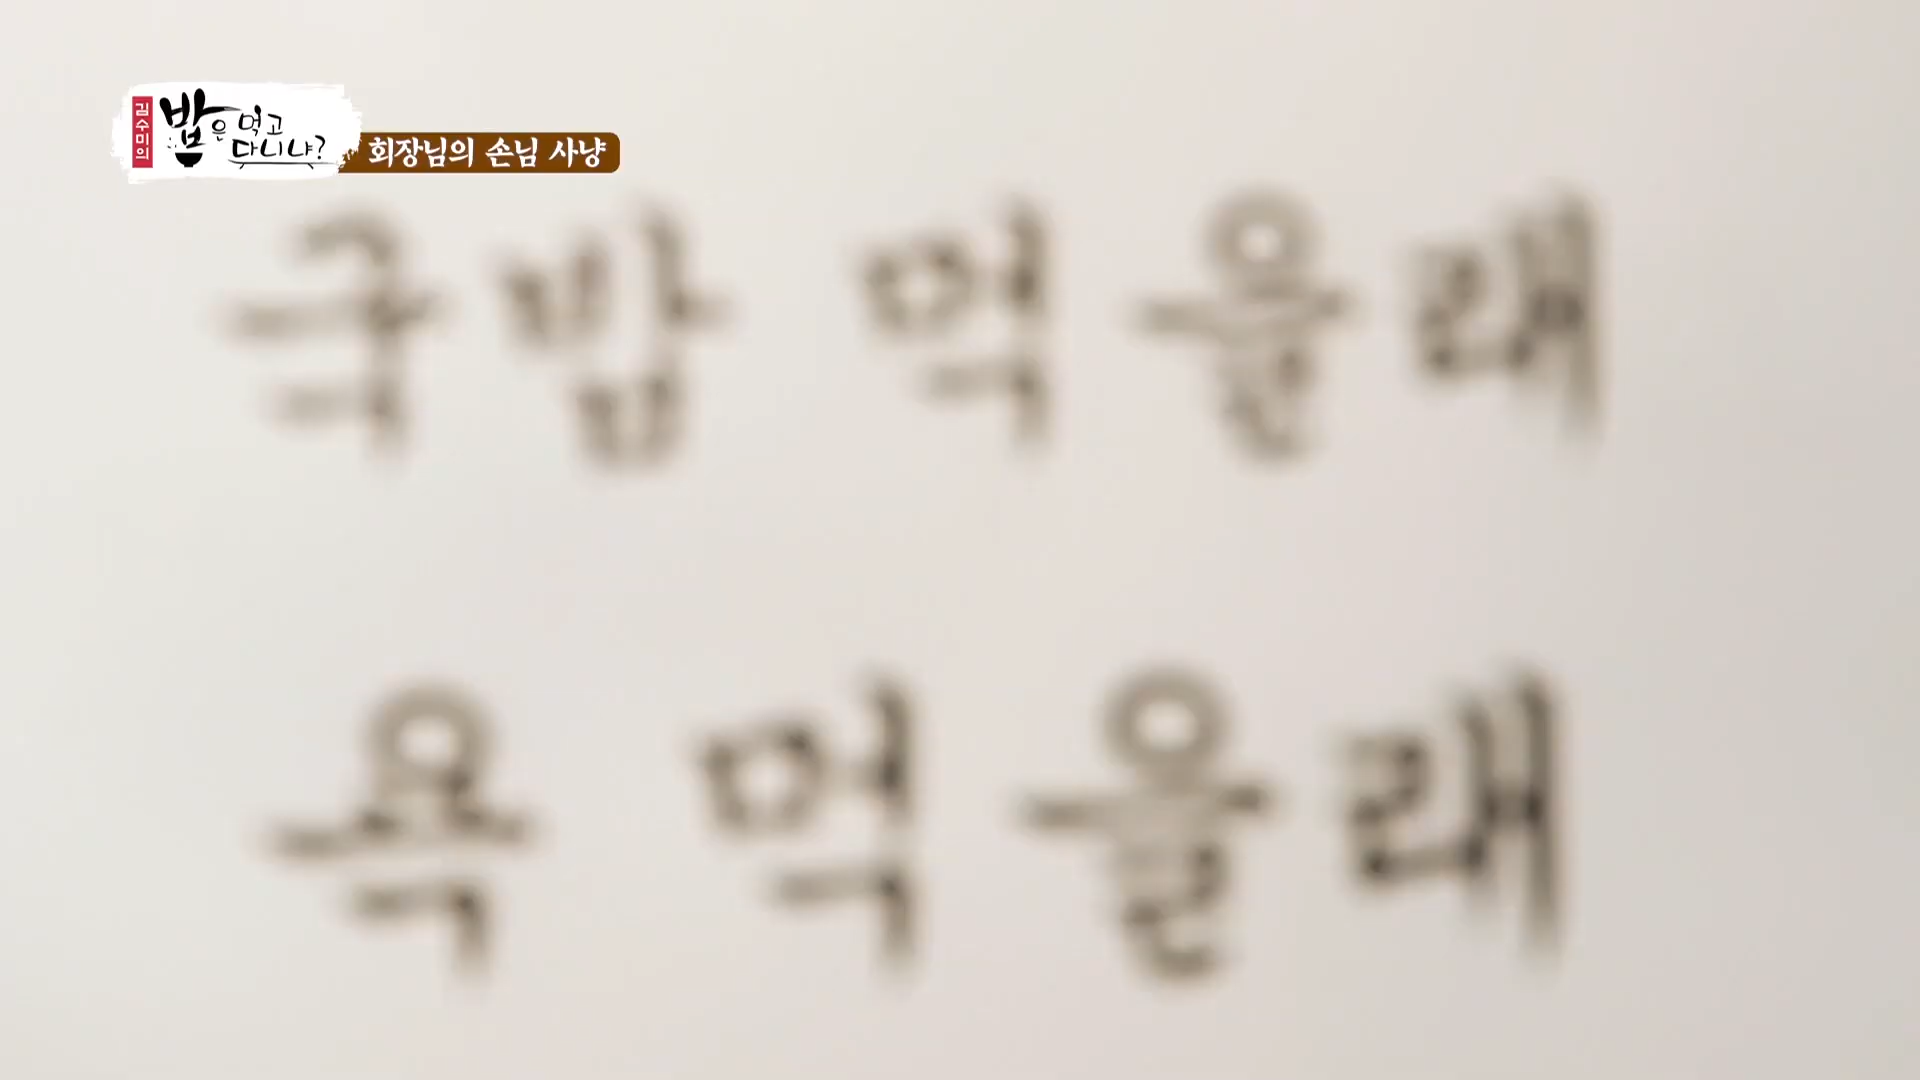 김수미의
밥은 먹고
다니냐?
회장님의 손님 사냥
국밥 먹을래
욕 먹을래